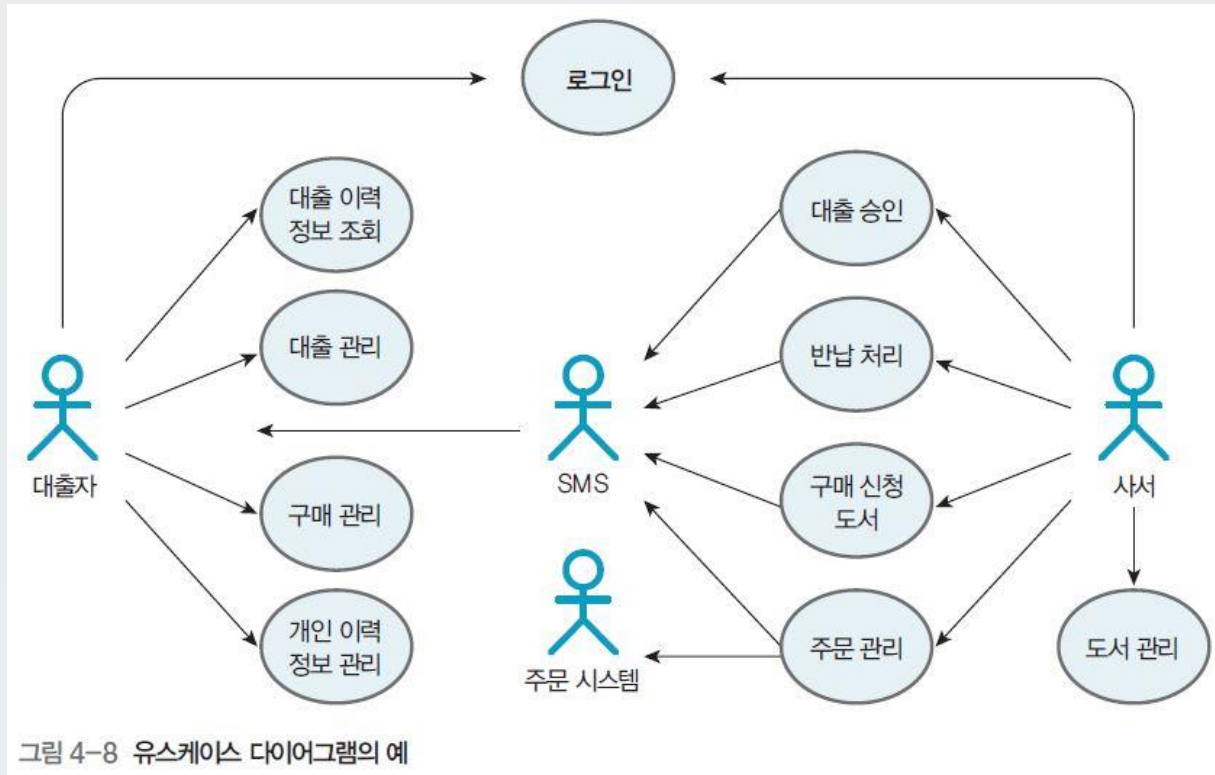 로그인
대출 이력
정보 조회
대출 승인
대출 관리
반납 처리
대출자
SMS
사서
구매 관리
구매 신청
도서
개인 이력
정보 관리
주문 시스템
주문 관리
도서 관리
그림 4-8 유스케이스 다이어그램의 예